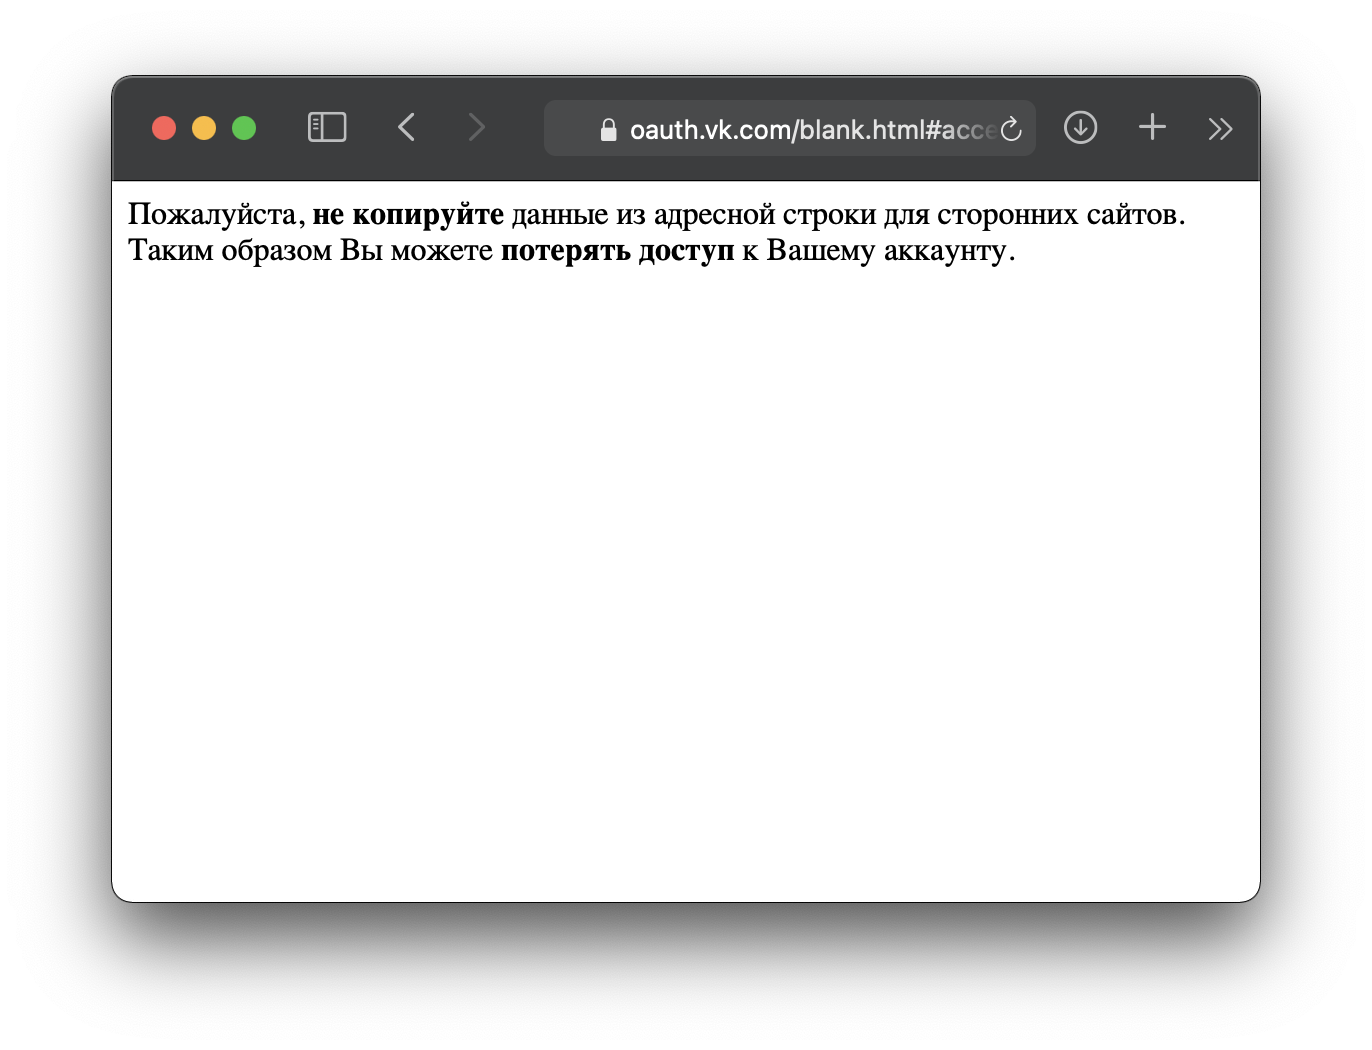 oauth.vk.com/blank.html#acce
Пожалуйста, не копируйте данные из адресной строки для сторонних сайтов.
Таким образом Вы можете потерять доступ к Вашему аккаунту.